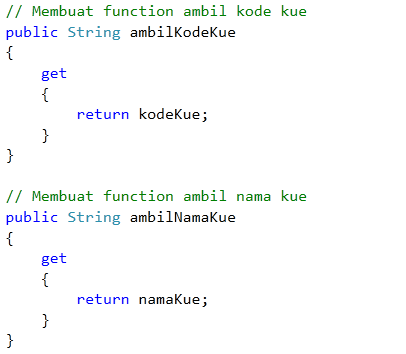 // Membuat function ambil kode kue
public String ambilKodeKue
{
    get
    {
        return kodeKue;
    }
}

// Membuat function ambil nama kue
public String ambilNamaKue
{
    get
    {
        return namaKue;
    }
}